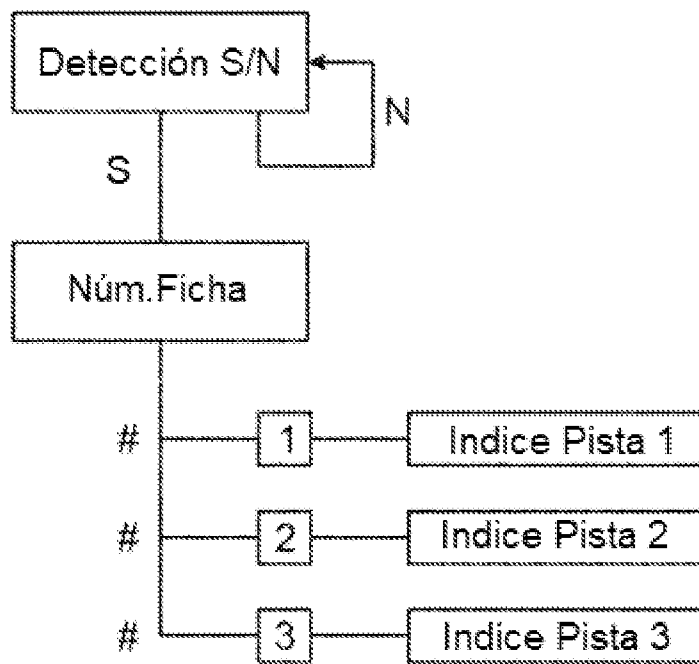 Detección S/N
N
S
Núm.Ficha
# 1 Indice Pista 1
# 2 Indice Pista 2
# 3 Indice Pista 3